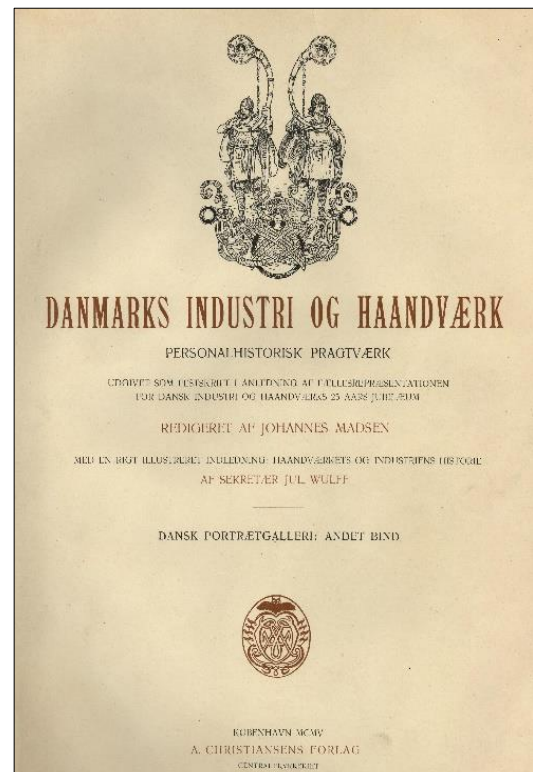 DANMARKS INDUSTRI OG HAANDVÆRK
PERSONALHISTORISK PRAGTVÆRK
UDGIVET SOM FESTSKRIFT I ANLEDNING AF FÆLLESREPRÆSENTATIONEN
FOR DANSK INDUSTRI OG HAANDVÆRKS 25 AARS JUBILÆUM
REDIGERET AF JOHANNES MADSEN
MED EN RIGT ILLUSTRERET INDLEDNING: HAANDVÆRKETS OG INDUSTRIENS HISTORIE
AF SEKRETÆR JUL. WULFF
DANSK PORTRÆTGALLERI: ANDET BIND
KØBENHAVN MCMV
A. CHRISTIANSENS FORLAG
CENTRALTRYKKERIET